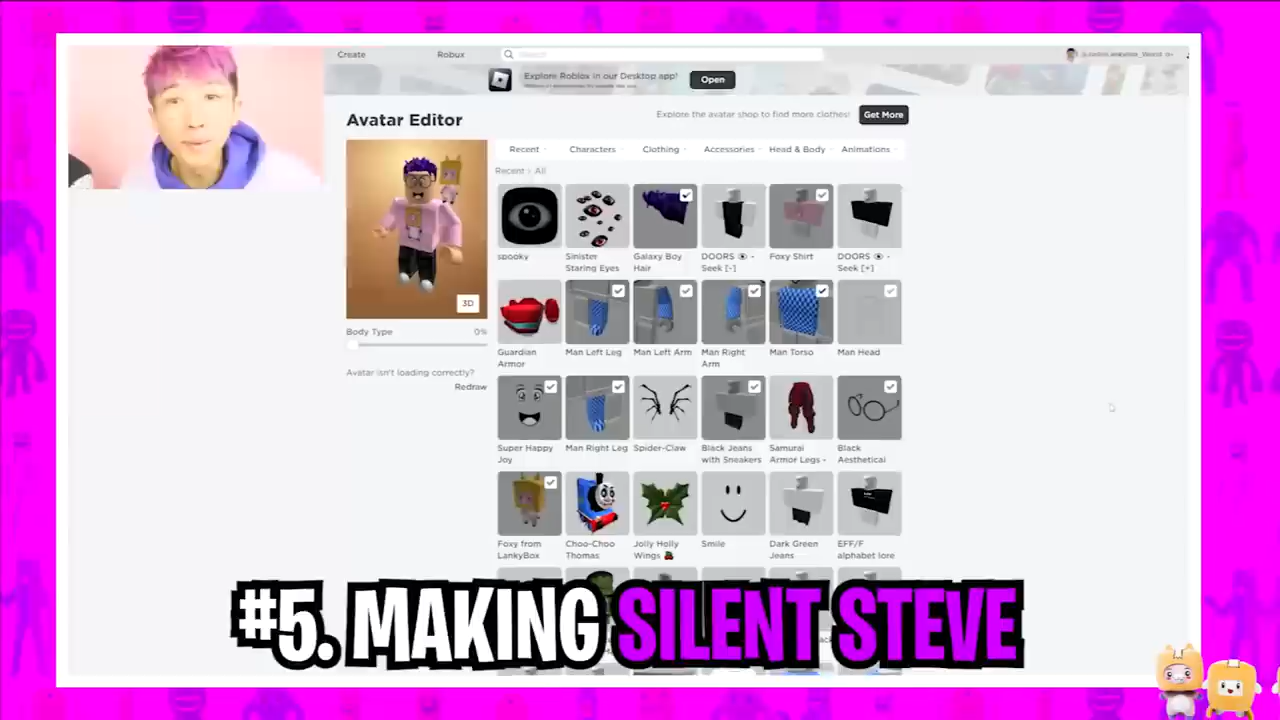 Create
Robux
Search
Explore Roblox in our Desktop app!
Open
Avatar Editor
Explore the avatar shop to find more clothes!
Get More
Recent
Characters
Clothing
Accessories
Head & Body
Animations
Recent › All
3D
Body Type
0%
Avatar isn't loading correctly?
Redraw
spooky
Sinister
Staring Eyes
Galaxy Boy
Hair
DOORS 👁 -
Seek [-]
Foxy Shirt
DOORS 👁 -
Seek [+]
Guardian
Armor
Man Left Leg
Man Left Arm
Man Right
Arm
Man Torso
Man Head
Super Happy
Joy
Man Right Leg
Spider-Claw
Black Jeans
with Sneakers
Samurai
Armor Legs -
Black
Aesthetical
Foxy from
LankyBox
Choo-Choo
Thomas
Jolly Holly
Wings 🍒
Smile
Dark Green
Jeans
EFF/F
alphabet lore
#5. MAKING SILENT STEVE